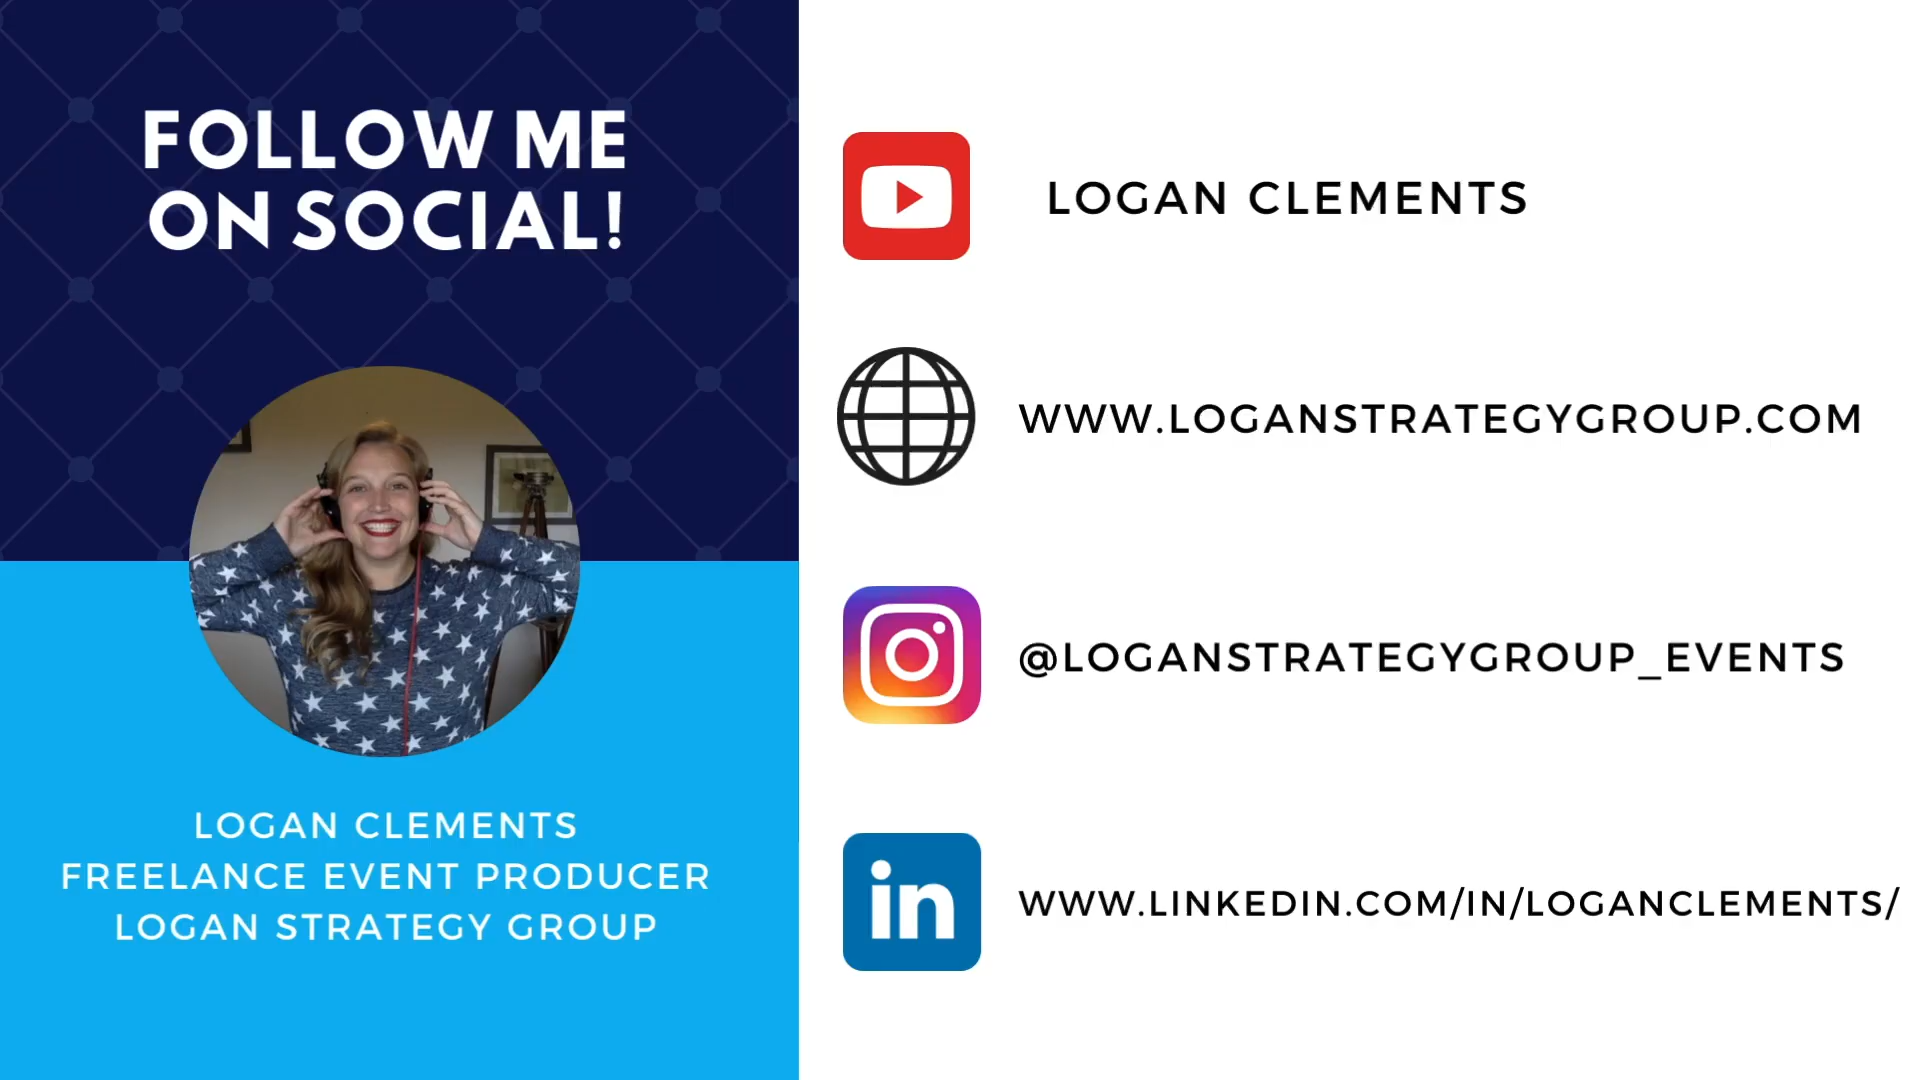 FOLLOW ME
ON SOCIAL!
LOGAN CLEMENTS
FREELANCE EVENT PRODUCER
LOGAN STRATEGY GROUP
LOGAN CLEMENTS
WWW.LOGANSTRATEGYGROUP.COM
@LOGANSTRATEGYGROUP_EVENTS
in
WWW.LINKEDIN.COM/IN/LOGANCLEMENTS/